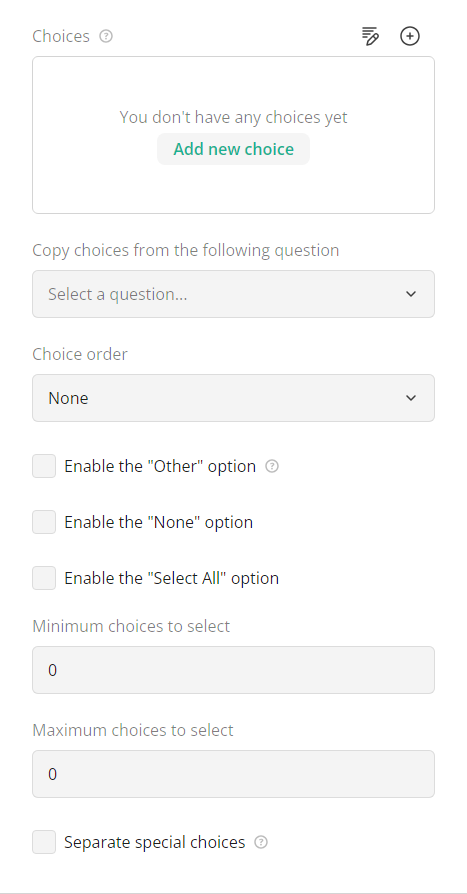 Choices
You don't have any choices yet
Add new choice
Copy choices from the following question
Select a question...
Choice order
None
Enable the "Other" option
Enable the "None" option
Enable the "Select All" option
Minimum choices to select
0
Maximum choices to select
0
Separate special choices